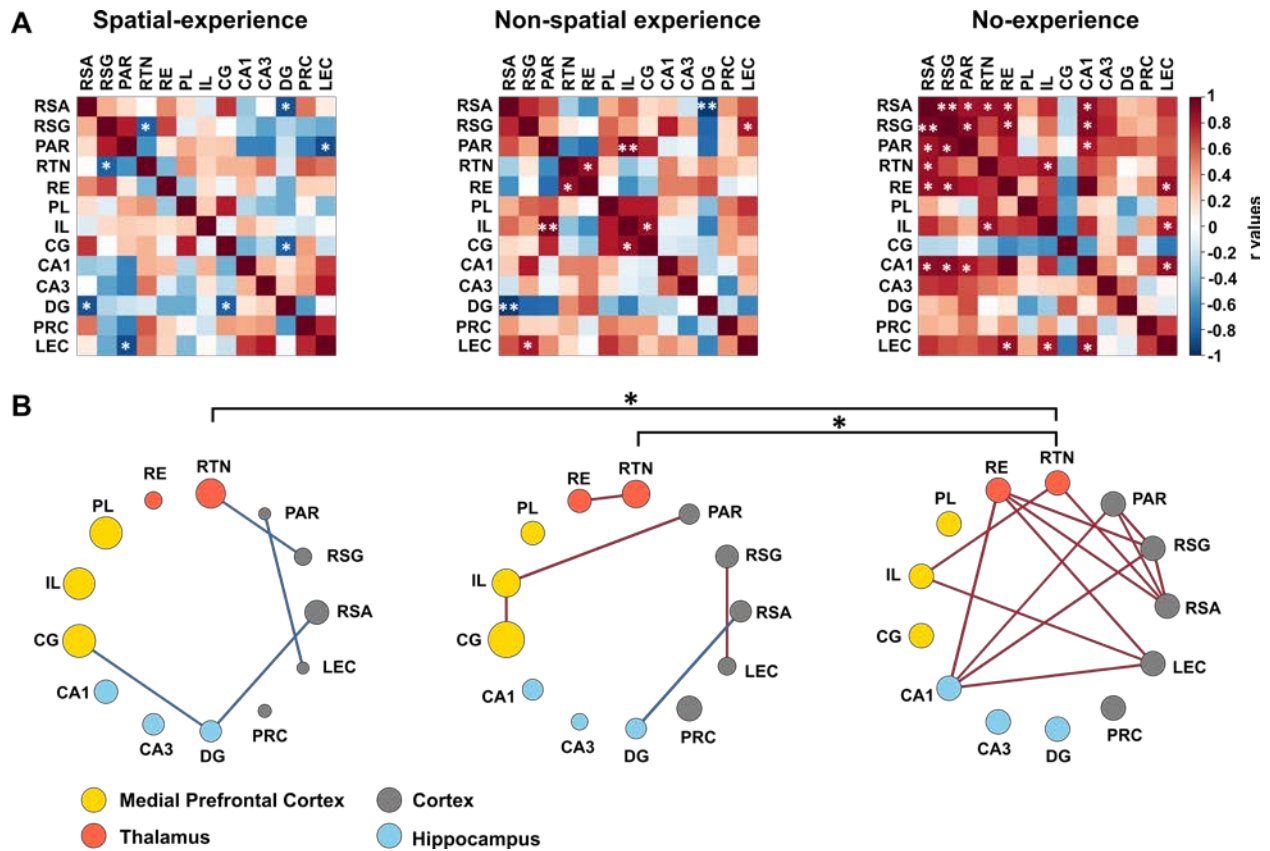 A
Spatial-experience
Non-spatial experience
No-experience
RSA RSG PAR RTN RE PL IL CG CA1 CA3 DG PRC LEC
RSA RSG PAR RTN RE PL IL CG CA1 CA3 DG PRC LEC
RSA RSG PAR RTN RE PL IL CG CA1 CA3 DG PRC LEC
RSA * RSA ** RSA ** * * * *
RSG * RSG * RSG ** * * *
PAR * PAR ** PAR * * *
RTN * RTN * RTN * *
RE RE * RE * * *
PL PL PL
IL IL ** * IL * *
CG * CG * CG
CA1 CA1 CA1 * * * *
CA3 CA3 CA3
DG * * DG ** DG
PRC PRC PRC
LEC * LEC * LEC * * *
1
0.8
0.6
0.4
0.2
0
-0.2
-0.4
-0.6
-0.8
-1
r values
B
*
*
RE RTN PAR RSG RSA LEC PRC DG CA3 CA1 CG IL PL
RE RTN PAR RSG RSA LEC PRC DG CA3 CA1 CG IL PL
RE RTN PAR RSG RSA LEC PRC DG CA3 CA1 CG IL PL
Medial Prefrontal Cortex
Cortex
Thalamus
Hippocampus